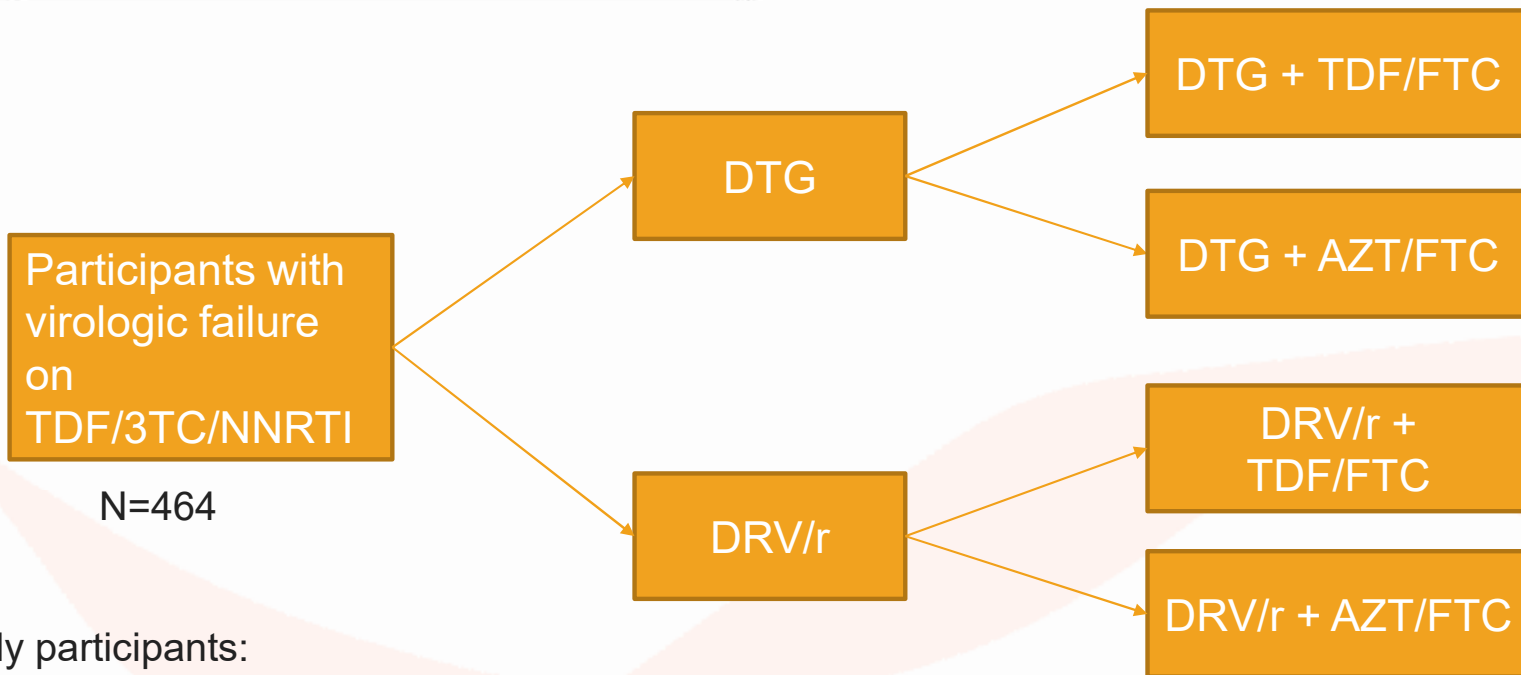 DTG + TDF/FTC
DTG
DTG + AZT/FTC
Participants with
virologic failure
on
TDF/3TC/NNRTI
N=464
DRV/r +
TDF/FTC
DRV/r
DRV/r + AZT/FTC
participants: